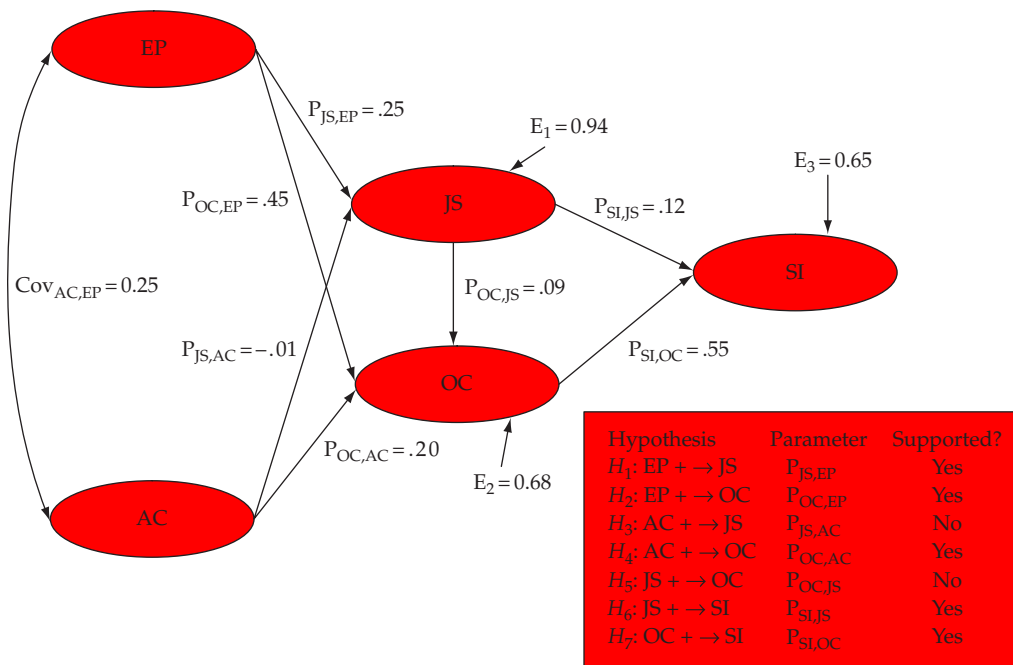 EP
P_JS,EP = .25
E_1 = 0.94
E_3 = 0.65
P_OC,EP = .45
JS
P_SI,JS = .12
SI
Cov_AC,EP = 0.25
P_OC,JS = .09
P_JS,AC = –.01
P_SI,OC = .55
OC
P_OC,AC = .20
E_2 = 0.68
AC
Hypothesis Parameter Supported?
H_1: EP + → JS P_JS,EP Yes
H_2: EP + → OC P_OC,EP Yes
H_3: AC + → JS P_JS,AC No
H_4: AC + → OC P_OC,AC Yes
H_5: JS + → OC P_OC,JS No
H_6: JS + → SI P_SI,JS Yes
H_7: OC + → SI P_SI,OC Yes